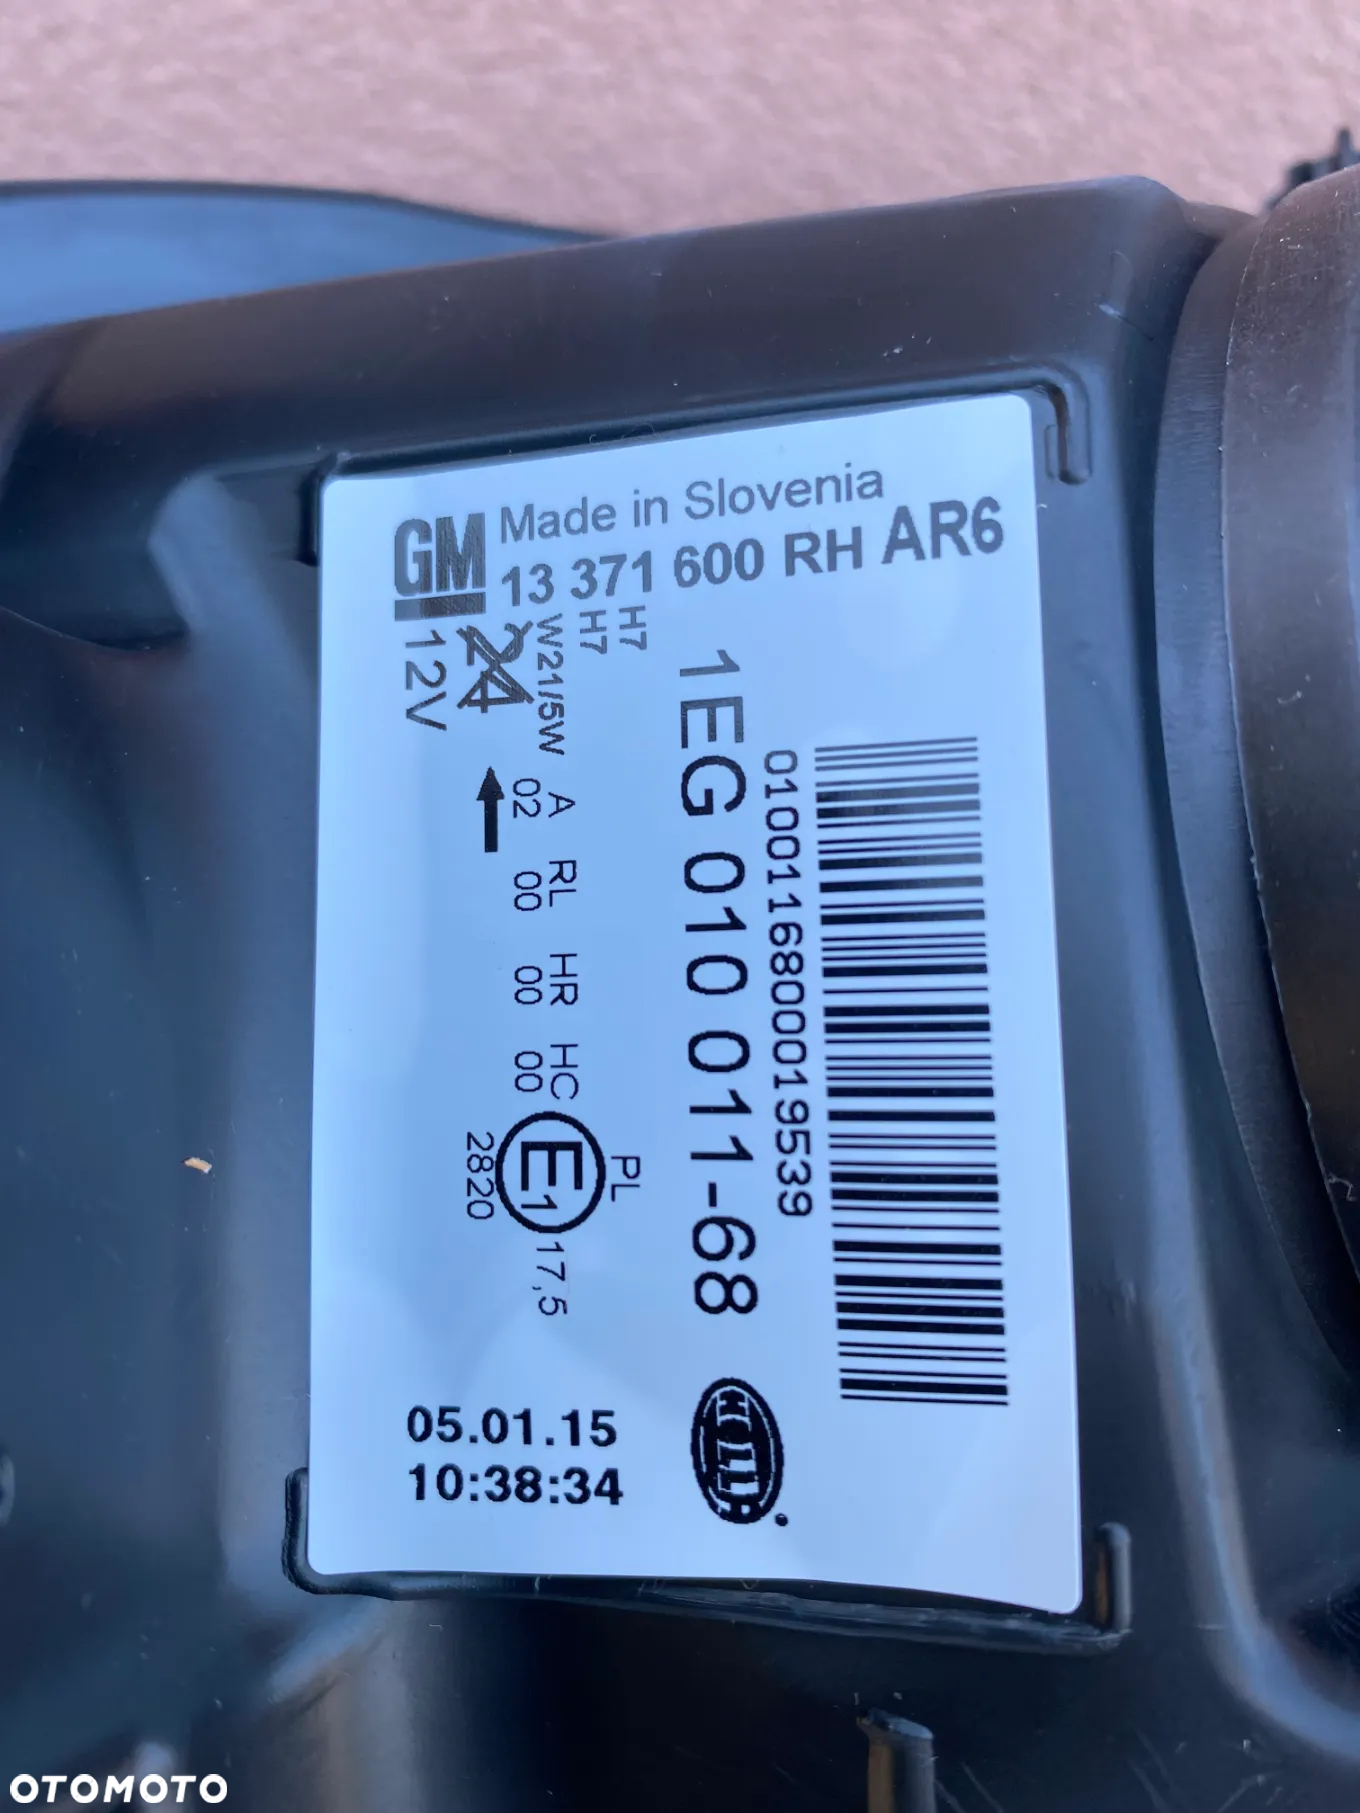 GM Made in Slovenia
13 371 600 RH AR6
H7
H7
W21/5W
24
12V
1EG 010 011-68
0100116800019539
A RL HR HC
02 00 00 00
PL
E1 17,5
2820
HELLA
05.01.15
10:38:34
OTOMOTO